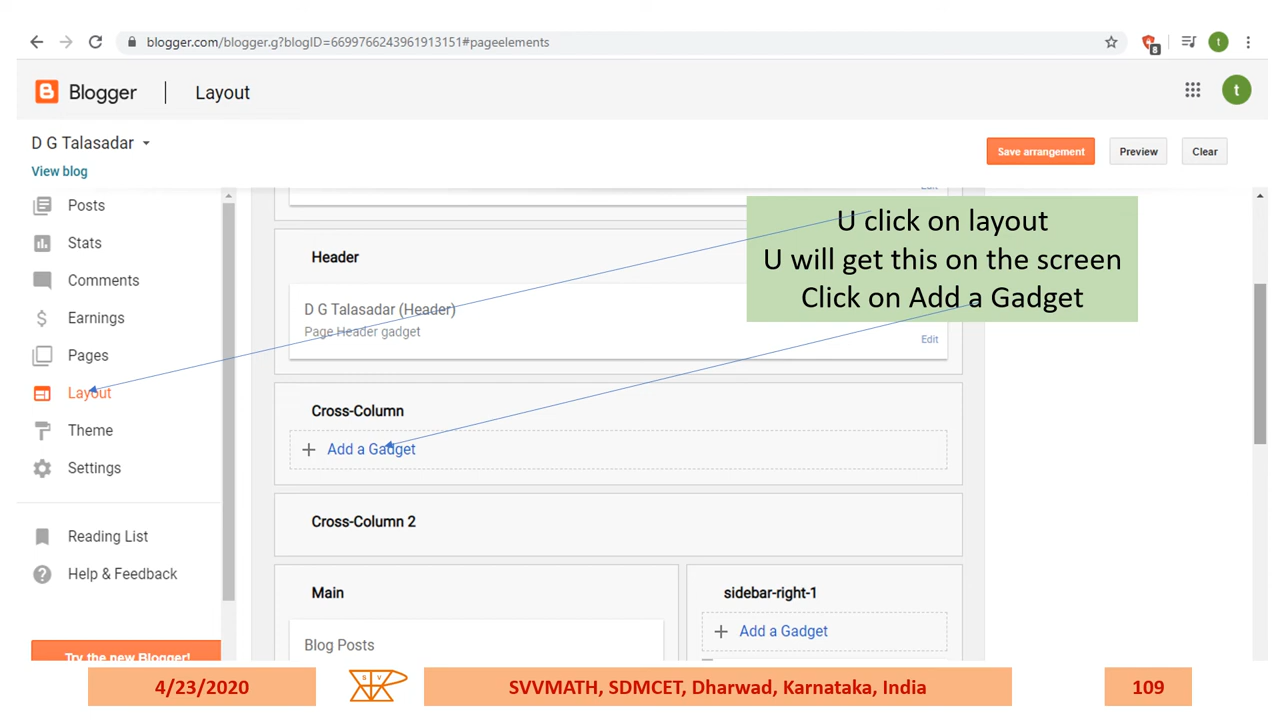 blogger.com/blogger.g?blogID=6699766243961913151#pageelements
8
t
Blogger
Layout
t
D G Talasadar
View blog
Save arrangement
Preview
Clear
Posts
Stats
Comments
Earnings
Pages
Layout
Theme
Settings
Reading List
Help & Feedback
Try the new Blogger!
Edit
Header
D G Talasadar (Header)
Page Header gadget
Edit
U click on layout
U will get this on the screen
Click on Add a Gadget
Cross-Column
Add a Gadget
Cross-Column 2
Main
Blog Posts
sidebar-right-1
Add a Gadget
4/23/2020
S V
SVVMATH, SDMCET, Dharwad, Karnataka, India
109